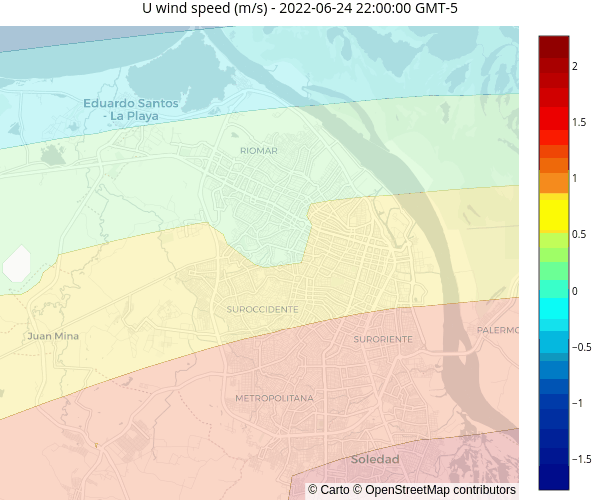 U wind speed (m/s) - 2022-06-24 22:00:00 GMT-5
2
Eduardo Santos
- La Playa
1.5
RIOMAR
1
0.5
0
SUROCCIDENTE
Juan Mina
SURORIENTE
PALERMO
−0.5
METROPOLITANA
−1
Soledad
−1.5
© Carto © OpenStreetMap contributors